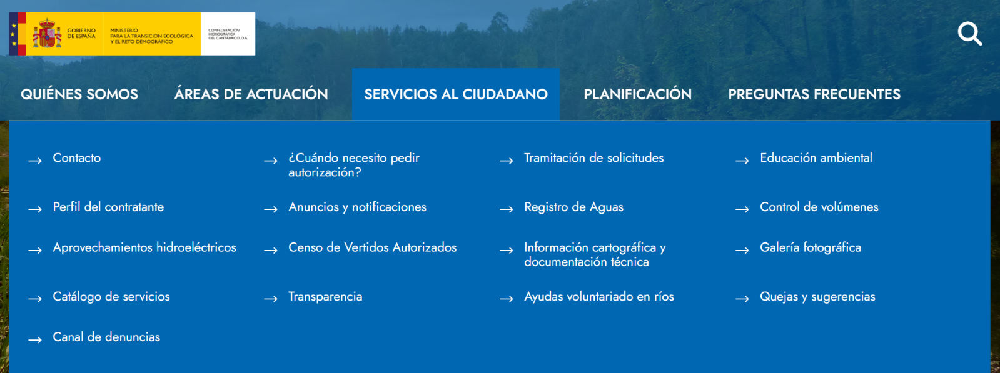 GOBIERNO
DE ESPAÑA
MINISTERIO
PARA LA TRANSICIÓN ECOLÓGICA
Y EL RETO DEMOGRÁFICO
CONFEDERACIÓN
HIDROGRÁFICA
DEL CANTÁBRICO, O.A.
QUIÉNES SOMOS
ÁREAS DE ACTUACIÓN
SERVICIOS AL CIUDADANO
PLANIFICACIÓN
PREGUNTAS FRECUENTES
Contacto
¿Cuándo necesito pedir
autorización?
Tramitación de solicitudes
Educación ambiental
Perfil del contratante
Anuncios y notificaciones
Registro de Aguas
Control de volúmenes
Aprovechamientos hidroeléctricos
Censo de Vertidos Autorizados
Información cartográfica y
documentación técnica
Galería fotográfica
Catálogo de servicios
Transparencia
Ayudas voluntariado en ríos
Quejas y sugerencias
Canal de denuncias